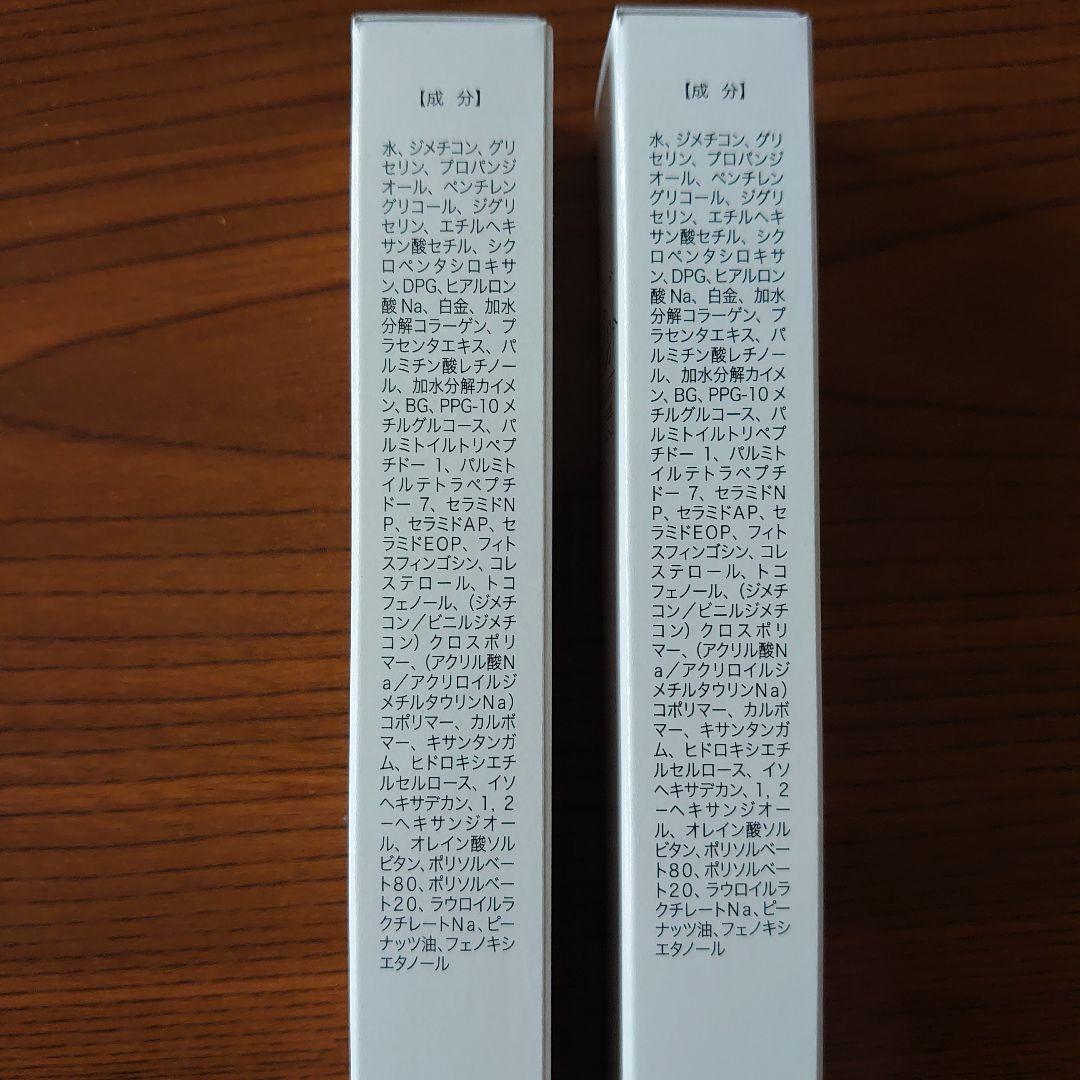 【成 分】
水、ジメチコン、グリ
セリン、プロパンジ
オール、ペンチレン
グリコール、ジグリ
セリン、エチルヘキ
サン酸セチル、シク
ロペンタシロキサ
ン、DPG、ヒアルロン
酸Na、白金、加水
分解コラーゲン、プ
ラセンタエキス、パ
ルミチン酸レチノー
ル、加水分解カイメ
ン、BG、PPG-10メ
チルグルコース、パ
ルミトイルトリペプ
チドー1、パルミト
イルテトラペプチ
ドー7、セラミドN
P、セラミドAP、セ
ラミドEOP、フィト
スフィンゴシン、コレ
ステロール、トコ
フェノール、(ジメチ
コン/ビニルジメチ
コン)クロスポリ
マー、(アクリル酸N
a/アクリロイルジ
メチルタウリンNa)
コポリマー、カルボ
マー、キサンタンガ
ム、ヒドロキシエチ
ルセルロース、イソ
ヘキサデカン、1,2
ーヘキサンジオー
ル、オレイン酸ソル
ビタン、ポリソルベー
ト80、ポリソルベー
ト20、ラウロイルラ
クチレートNa、ピー
ナッツ油、フェノキシ
エタノール
【成 分】
水、ジメチコン、グリ
セリン、プロパンジ
オール、ペンチレン
グリコール、ジグリ
セリン、エチルヘキ
サン酸セチル、シク
ロペンタシロキサ
ン、DPG、ヒアルロン
酸Na、白金、加水
分解コラーゲン、プ
ラセンタエキス、パ
ルミチン酸レチノー
ル、加水分解カイメ
ン、BG、PPG-10メ
チルグルコース、パ
ルミトイルトリペプ
チドー1、パルミト
イルテトラペプチ
ドー7、セラミドN
P、セラミドAP、セ
ラミドEOP、フィト
スフィンゴシン、コレ
ステロール、トコ
フェノール、(ジメチ
コン/ビニルジメチ
コン)クロスポリ
マー、(アクリル酸N
a/アクリロイルジ
メチルタウリンNa)
コポリマー、カルボ
マー、キサンタンガ
ム、ヒドロキシエチ
ルセルロース、イソ
ヘキサデカン、1,2
ーヘキサンジオー
ル、オレイン酸ソル
ビタン、ポリソルベー
ト80、ポリソルベー
ト20、ラウロイルラ
クチレートNa、ピー
ナッツ油、フェノキシ
エタノール